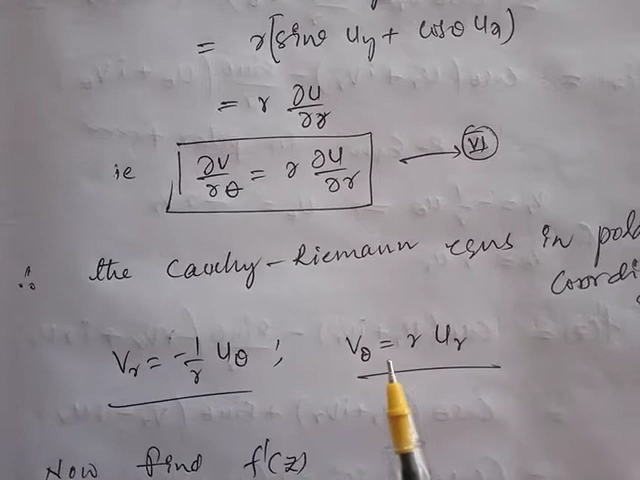 = r(sinθ uy + cosθ ux)
= r ∂u/∂r
ie ∂v/∂θ = r ∂u/∂r → VI
∴ the Cauchy-Riemann eqns in pola
coordi
Vr = -1/r uθ ; Vθ = r ur
Now find f'(z)